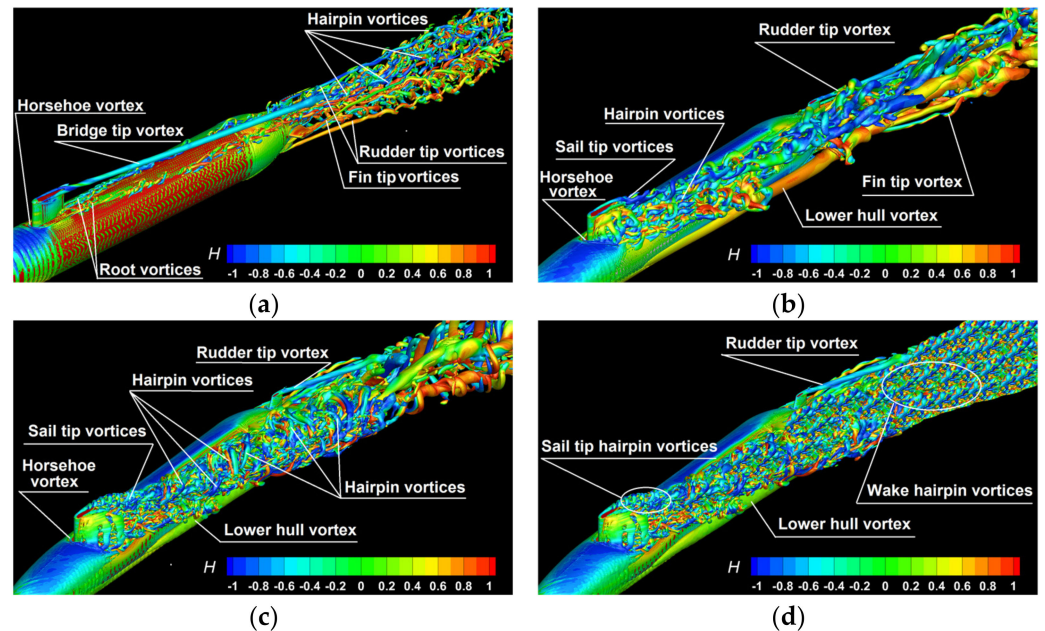 Hairpin vortices
Horsehoe vortex
Bridge tip vortex
Rudder tip vortices
Fin tip vortices
Root vortices
H
-1 -0.8 -0.6 -0.4 -0.2 0 0.2 0.4 0.6 0.8 1
(a)
Rudder tip vortex
Hairpin vortices
Sail tip vortices
Horsehoe
vortex
Fin tip vortex
Lower hull vortex
H
-1 -0.8 -0.6 -0.4 -0.2 0 0.2 0.4 0.6 0.8 1
(b)
Rudder tip vortex
Hairpin vortices
Sail tip vortices
Horsehoe
vortex
Hairpin vortices
Lower hull vortex
H
-1 -0.8 -0.6 -0.4 -0.2 0 0.2 0.4 0.6 0.8 1
(c)
Rudder tip vortex
Sail tip hairpin vortices
Wake hairpin vortices
Lower hull vortex
H
-1 -0.8 -0.6 -0.4 -0.2 0 0.2 0.4 0.6 0.8 1
(d)